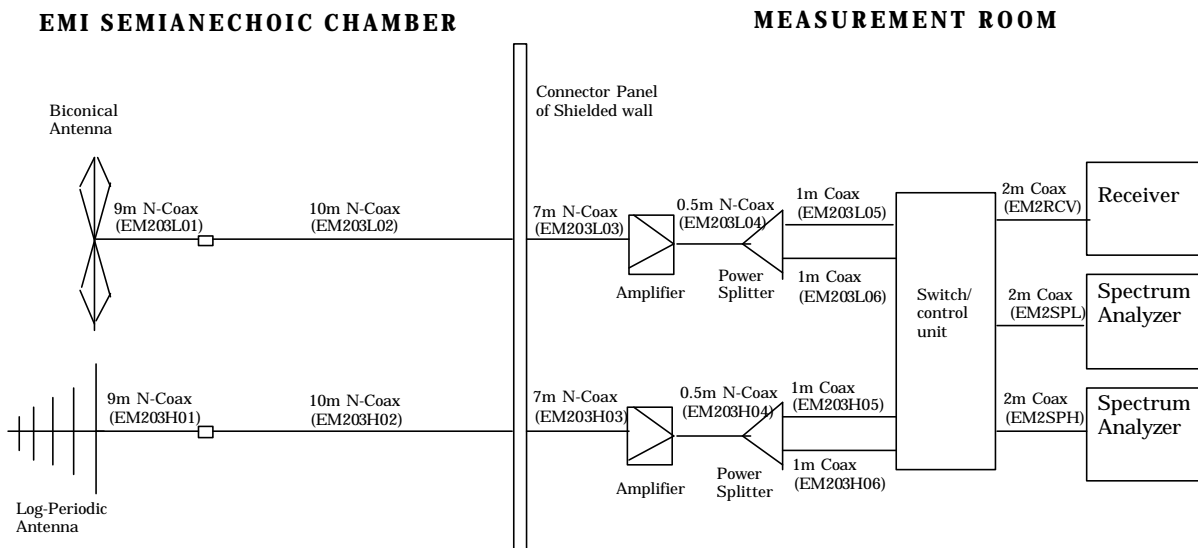 EMI SEMIANECHOIC CHAMBER
MEASUREMENT ROOM
Connector Panel
of Shielded wall
Biconical
Antenna
9m N-Coax
(EM203L01)
10m N-Coax
(EM203L02)
7m N-Coax
(EM203L03)
0.5m N-Coax
(EM203L04)
1m Coax
(EM203L05)
2m Coax
(EM2RCV)
Receiver
Amplifier
Power
Splitter
1m Coax
(EM203L06)
Switch/
control
unit
2m Coax
(EM2SPL)
Spectrum
Analyzer
9m N-Coax
(EM203H01)
10m N-Coax
(EM203H02)
7m N-Coax
(EM203H03)
0.5m N-Coax
(EM203H04)
1m Coax
(EM203H05)
2m Coax
(EM2SPH)
Spectrum
Analyzer
Amplifier
Power
Splitter
1m Coax
(EM203H06)
Log-Periodic
Antenna